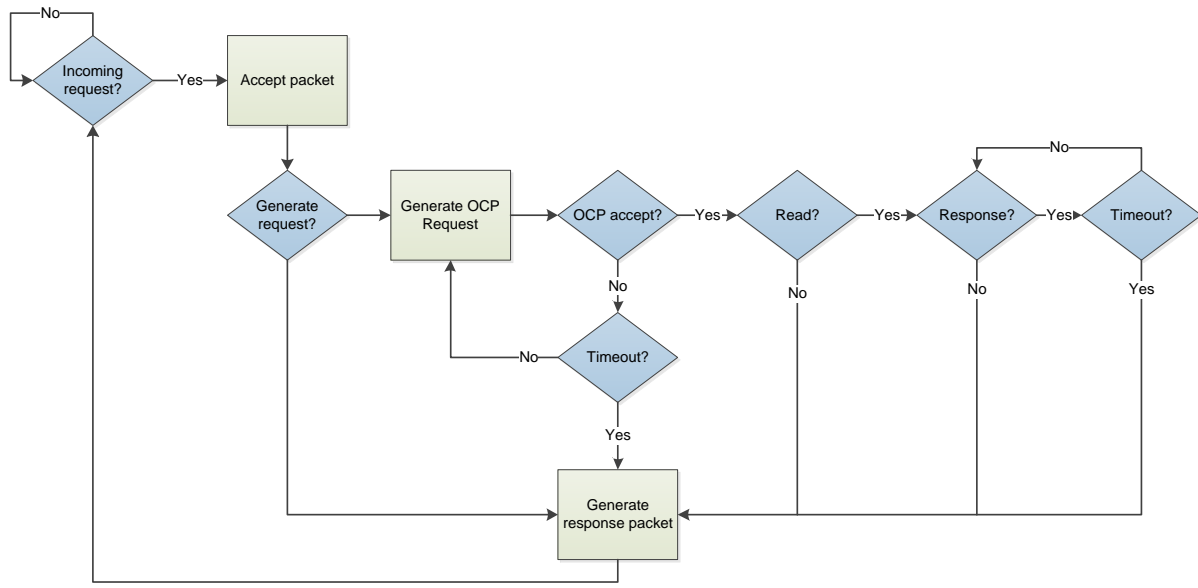 No
Incoming
request?
Yes
Accept packet
Generate
request?
Generate OCP
Request
OCP accept?
Yes
Read?
Yes
Response?
Yes
Timeout?
No
No
Timeout?
No
Yes
No
No
Yes
Generate
response packet